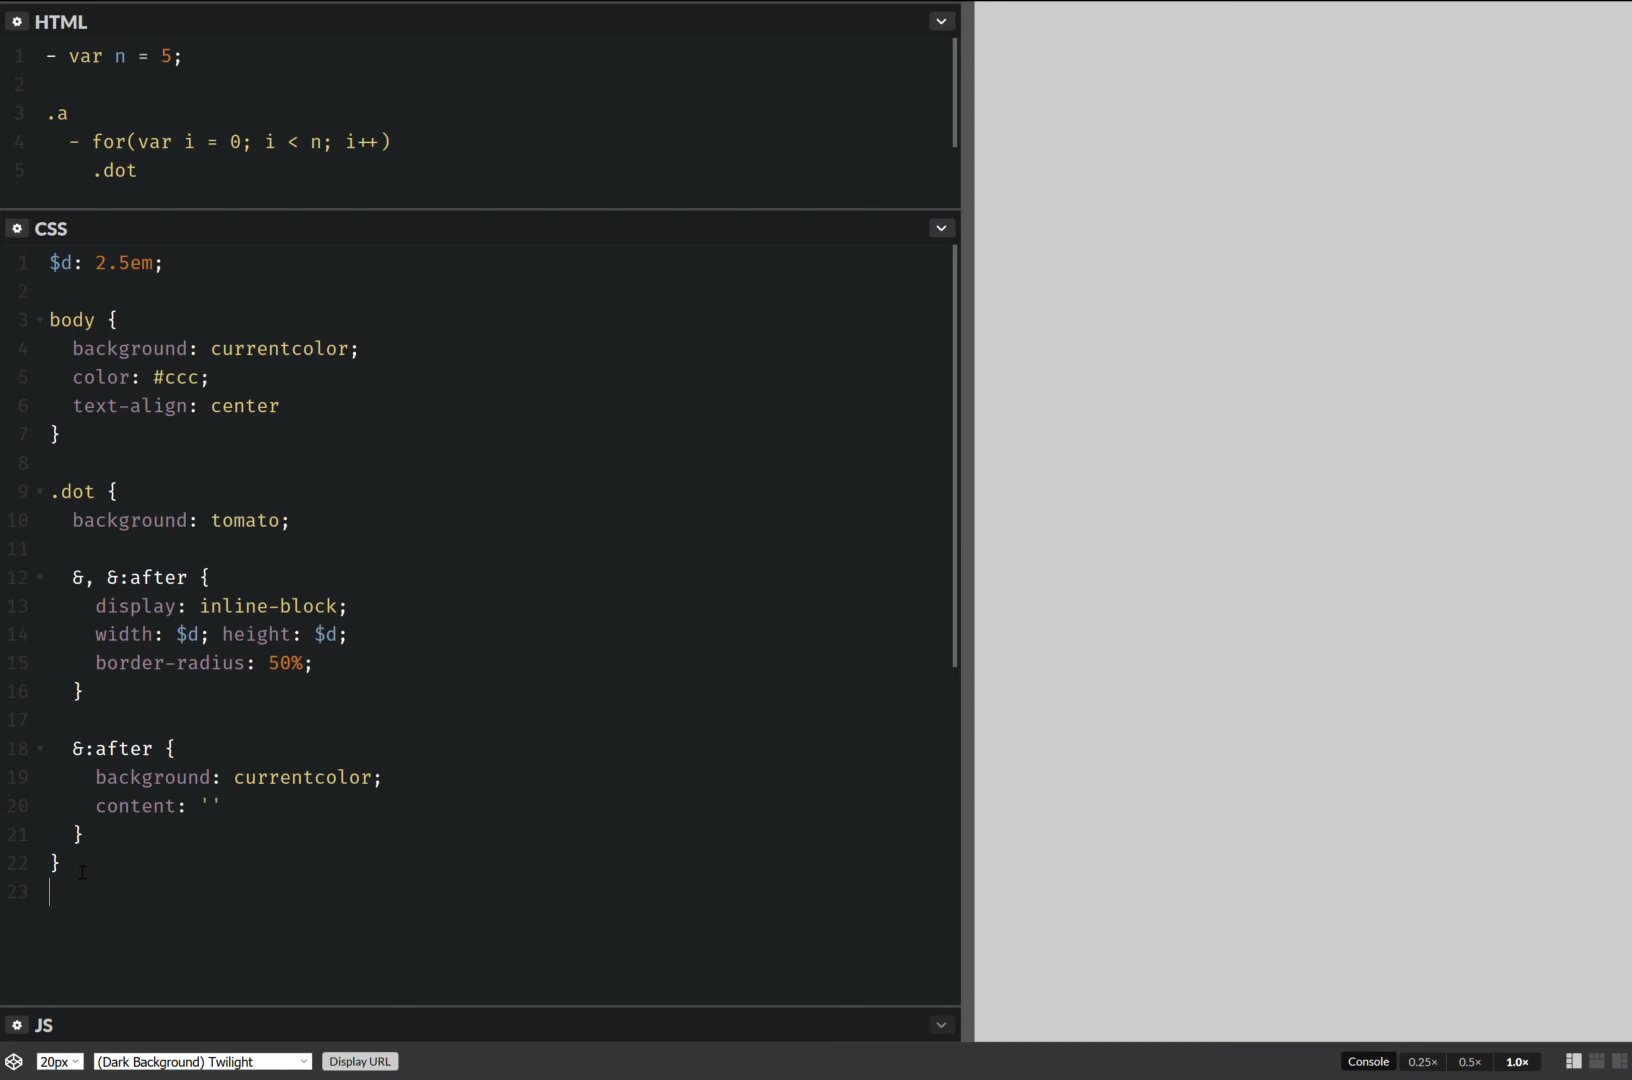 HTML
1 - var n = 5;
2
3 .a
4 - for(var i = 0; i < n; i++)
5 .dot
CSS
1 $d: 2.5em;
2
3 body {
4 background: currentcolor;
5 color: #ccc;
6 text-align: center
7 }
8
9 .dot {
10 background: tomato;
11
12 &, &:after {
13 display: inline-block;
14 width: $d; height: $d;
15 border-radius: 50%;
16 }
17
18 &:after {
19 background: currentcolor;
20 content: ''
21 }
22 }
23
JS
20px (Dark Background) Twilight Display URL Console 0.25× 0.5× 1.0×